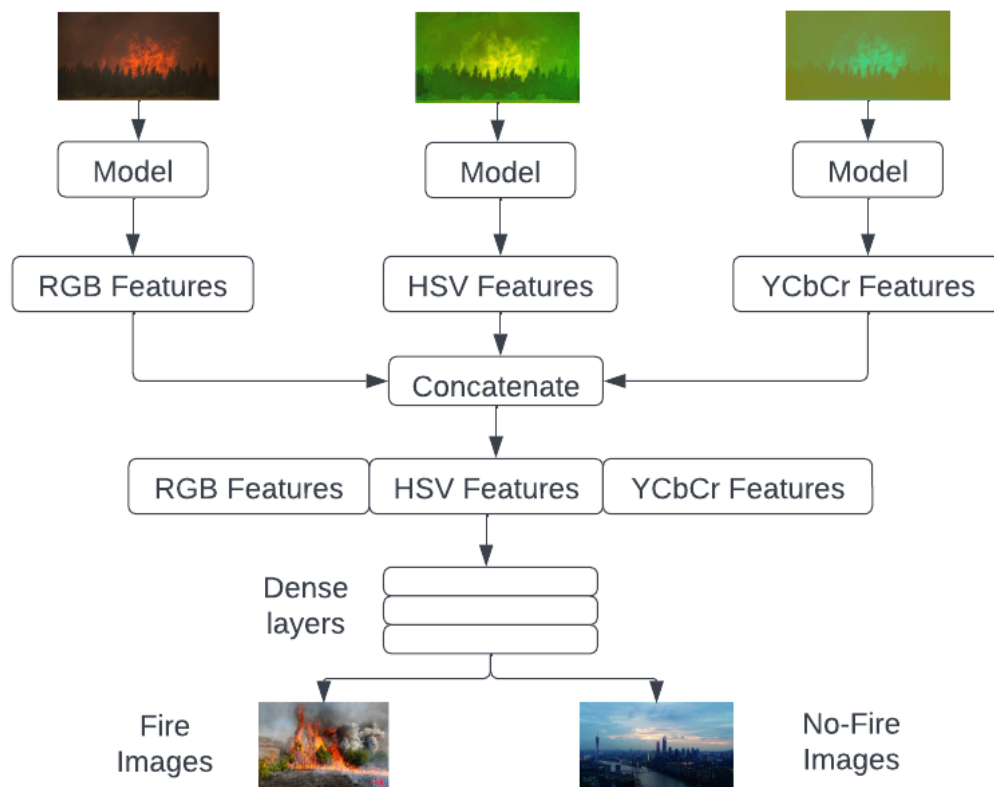 Model
Model
Model
RGB Features
HSV Features
YCbCr Features
Concatenate
RGB Features
HSV Features
YCbCr Features
Dense
layers
Fire
Images
No-Fire
Images